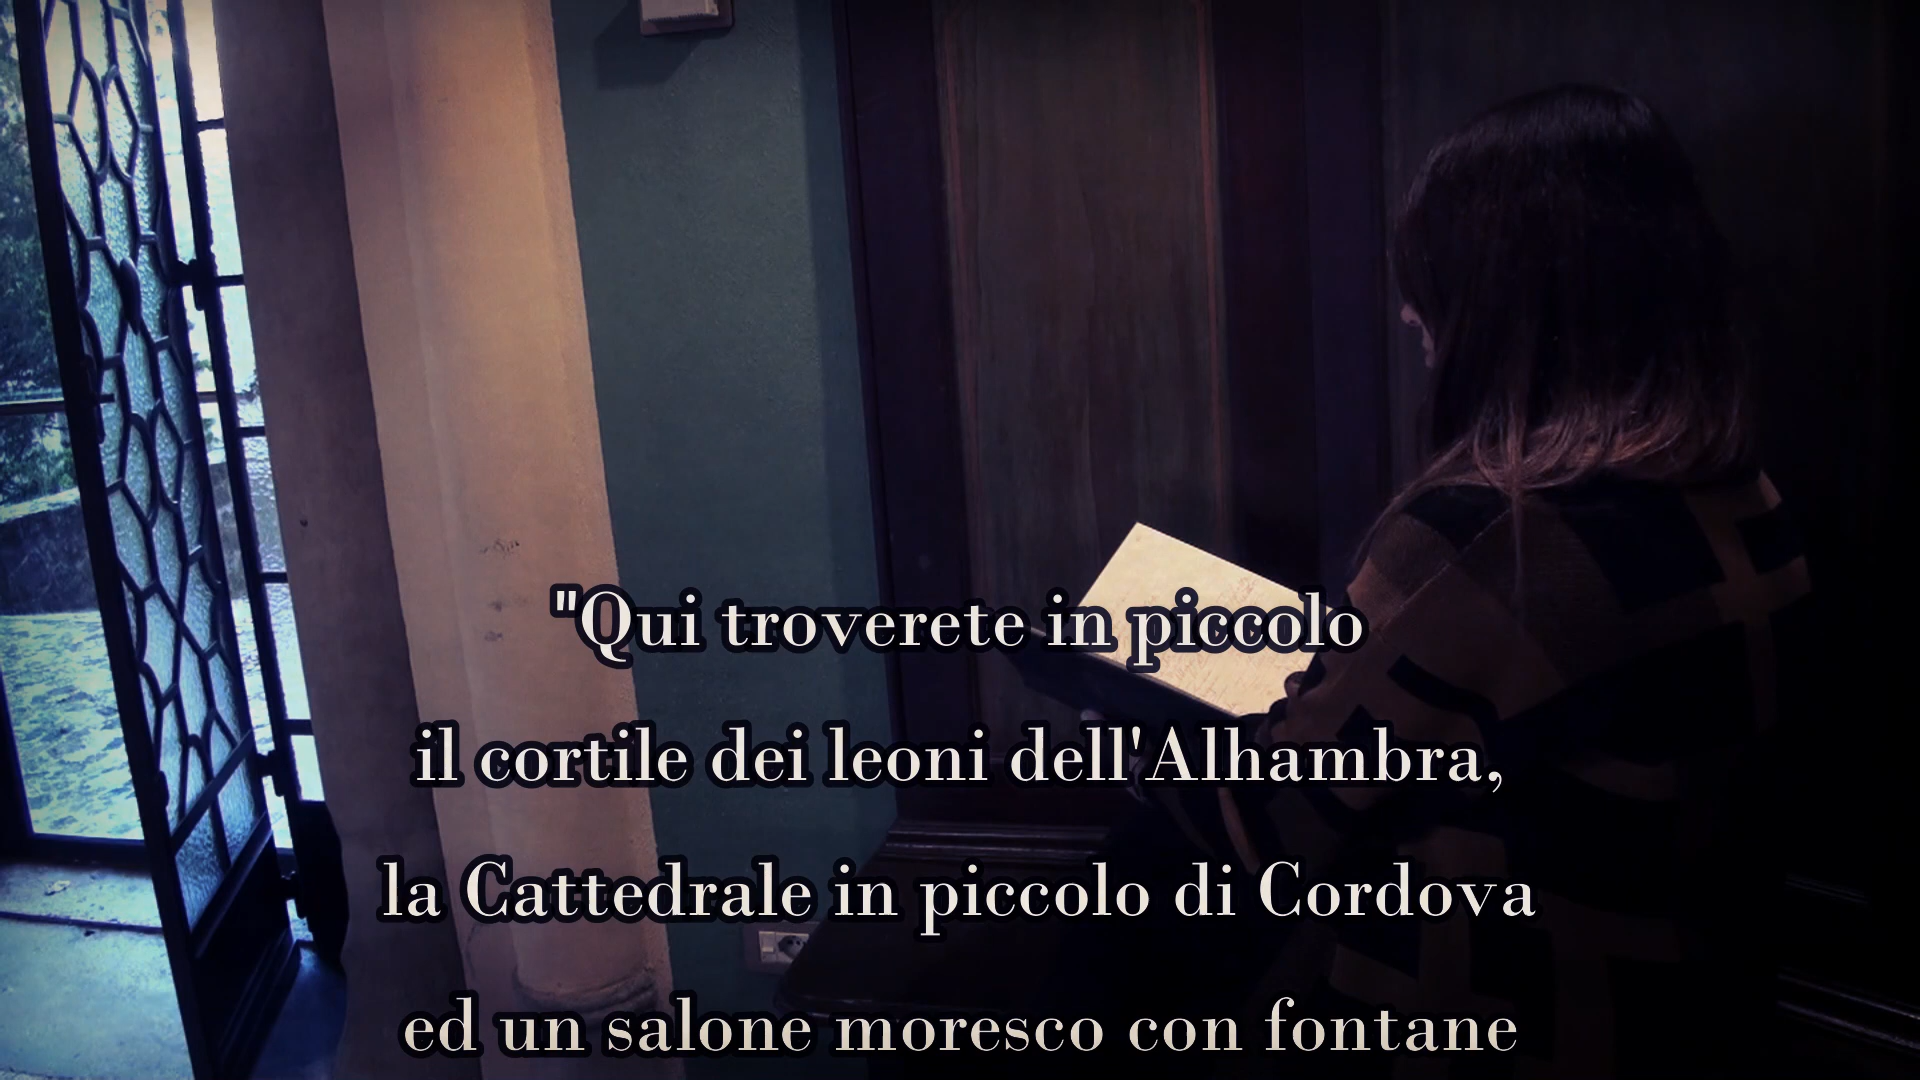 "Qui troverete in piccolo
il cortile dei leoni dell'Alhambra,
la Cattedrale in piccolo di Cordova
ed un salone moresco con fontane